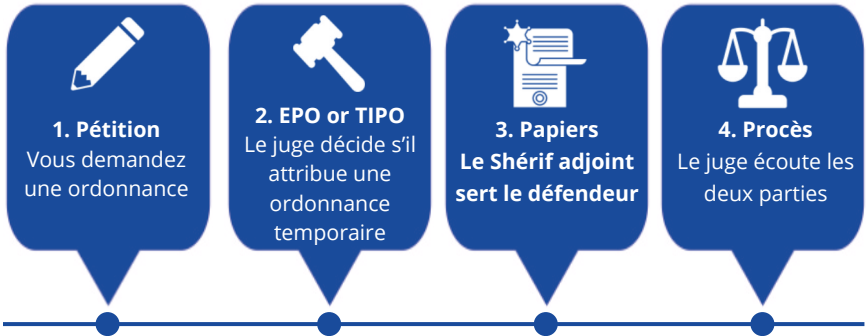 1. Pétition
Vous demandez
une ordonnance
2. EPO or TIPO
Le juge décide s’il
attribue une
ordonnance
temporaire
3. Papiers
Le Shérif adjoint
sert le défendeur
4. Procès
Le juge écoute les
deux parties